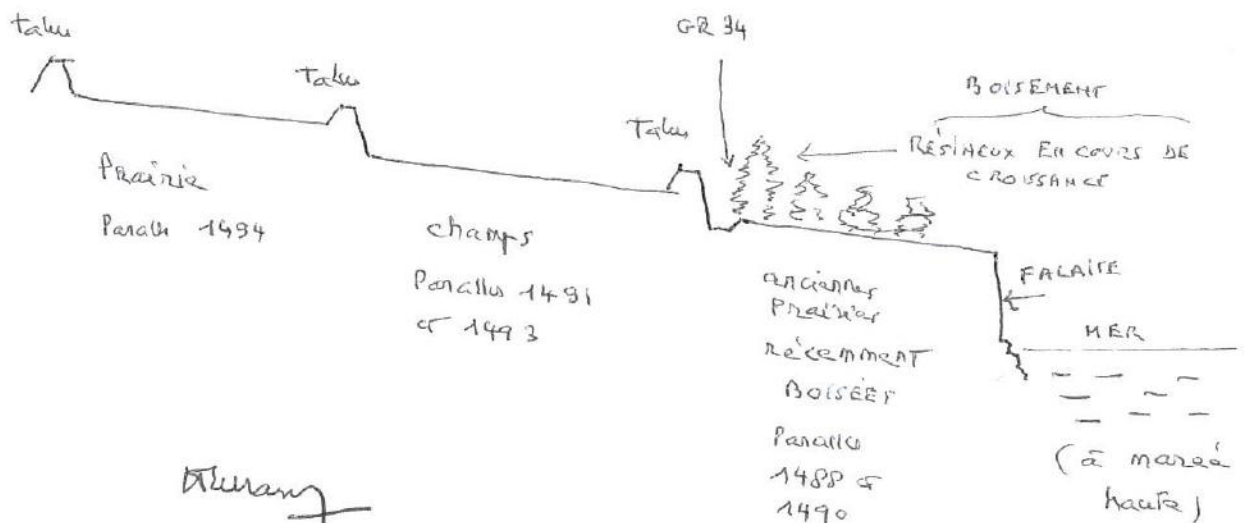 Talus
Talus
Talus
GR 34
BOISEMENT
RÉSINEUX EN COURS DE
CROISSANCE
Prairie
Parcelle 1494
champs
Parcelles 1491
et 1493
anciennes
Prairies
récemment
BOISÉES
Parcelles
1488 et
1490
FALAISE
MER
(à marée
haute)